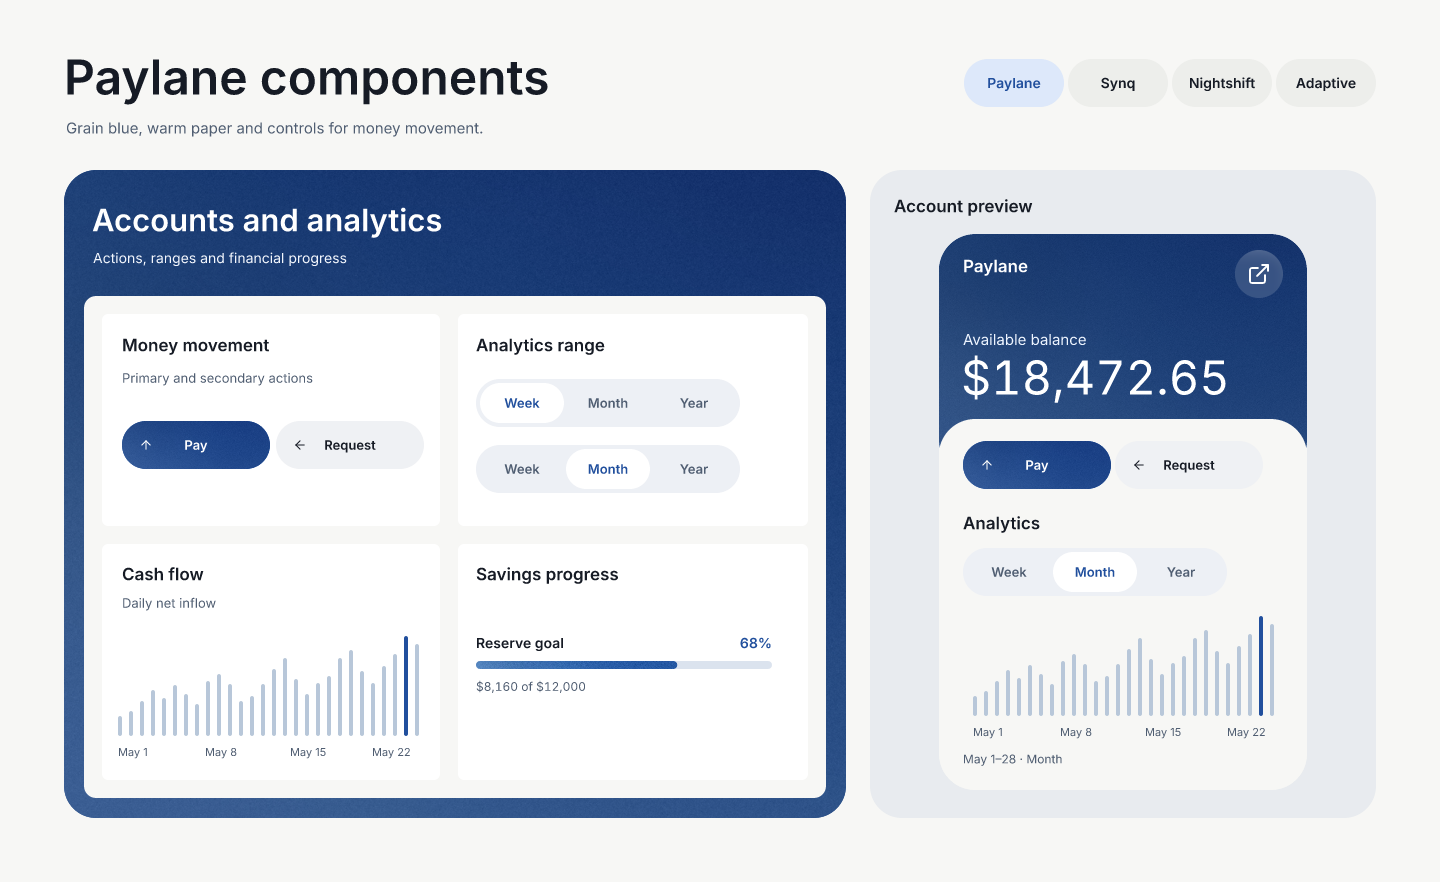 Paylane components
Grain blue, warm paper and controls for money movement.
Paylane
Synq
Nightshift
Adaptive
Accounts and analytics
Actions, ranges and financial progress
Money movement
Primary and secondary actions
Pay
Request
Analytics range
Week
Month
Year
Week
Month
Year
Cash flow
Daily net inflow
May 1
May 8
May 15
May 22
Savings progress
Reserve goal
68%
$8,160 of $12,000
Account preview
Paylane
Available balance
$18,472.65
Pay
Request
Analytics
Week
Month
Year
May 1
May 8
May 15
May 22
May 1–28 · Month